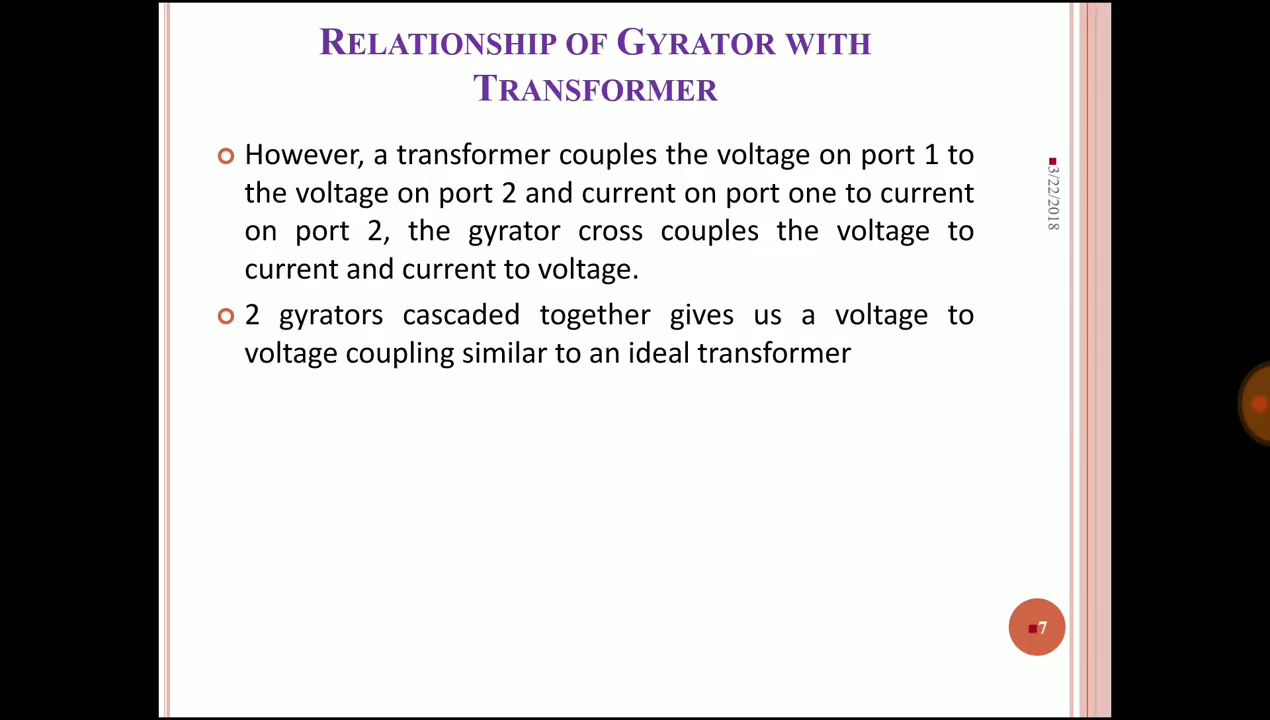 RELATIONSHIP OF GYRATOR WITH
TRANSFORMER
However, a transformer couples the voltage on port 1 to
the voltage on port 2 and current on port one to current
on port 2, the gyrator cross couples the voltage to
current and current to voltage.
2 gyrators cascaded together gives us a voltage to
voltage coupling similar to an ideal transformer
3/22/2018
7